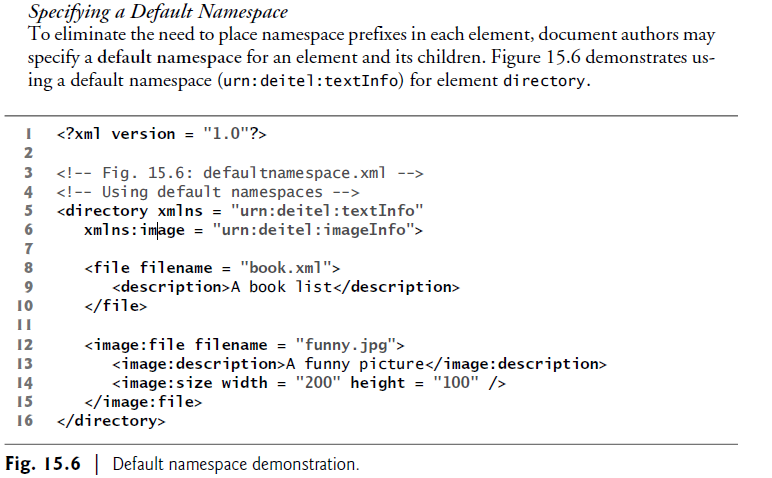 Specifying a Default Namespace
To eliminate the need to place namespace prefixes in each element, document authors may
specify a default namespace for an element and its children. Figure 15.6 demonstrates us-
ing a default namespace (urn:deitel:textInfo) for element directory.
1 <?xml version = "1.0"?>
2
3 <!-- Fig. 15.6: defaultnamespace.xml -->
4 <!-- Using default namespaces -->
5 <directory xmlns = "urn:deitel:textInfo"
6 xmlns:image = "urn:deitel:imageInfo">
7
8 <file filename = "book.xml">
9 <description>A book list</description>
10 </file>
11
12 <image:file filename = "funny.jpg">
13 <image:description>A funny picture</image:description>
14 <image:size width = "200" height = "100" />
15 </image:file>
16 </directory>
Fig. 15.6 | Default namespace demonstration.